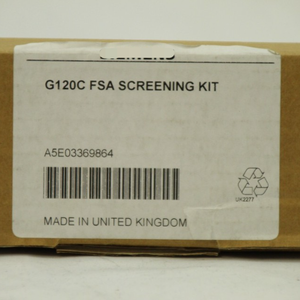 G120C FSA SCREENING KIT
A5E03369864
UK2277
MADE IN UNITED KINGDOM